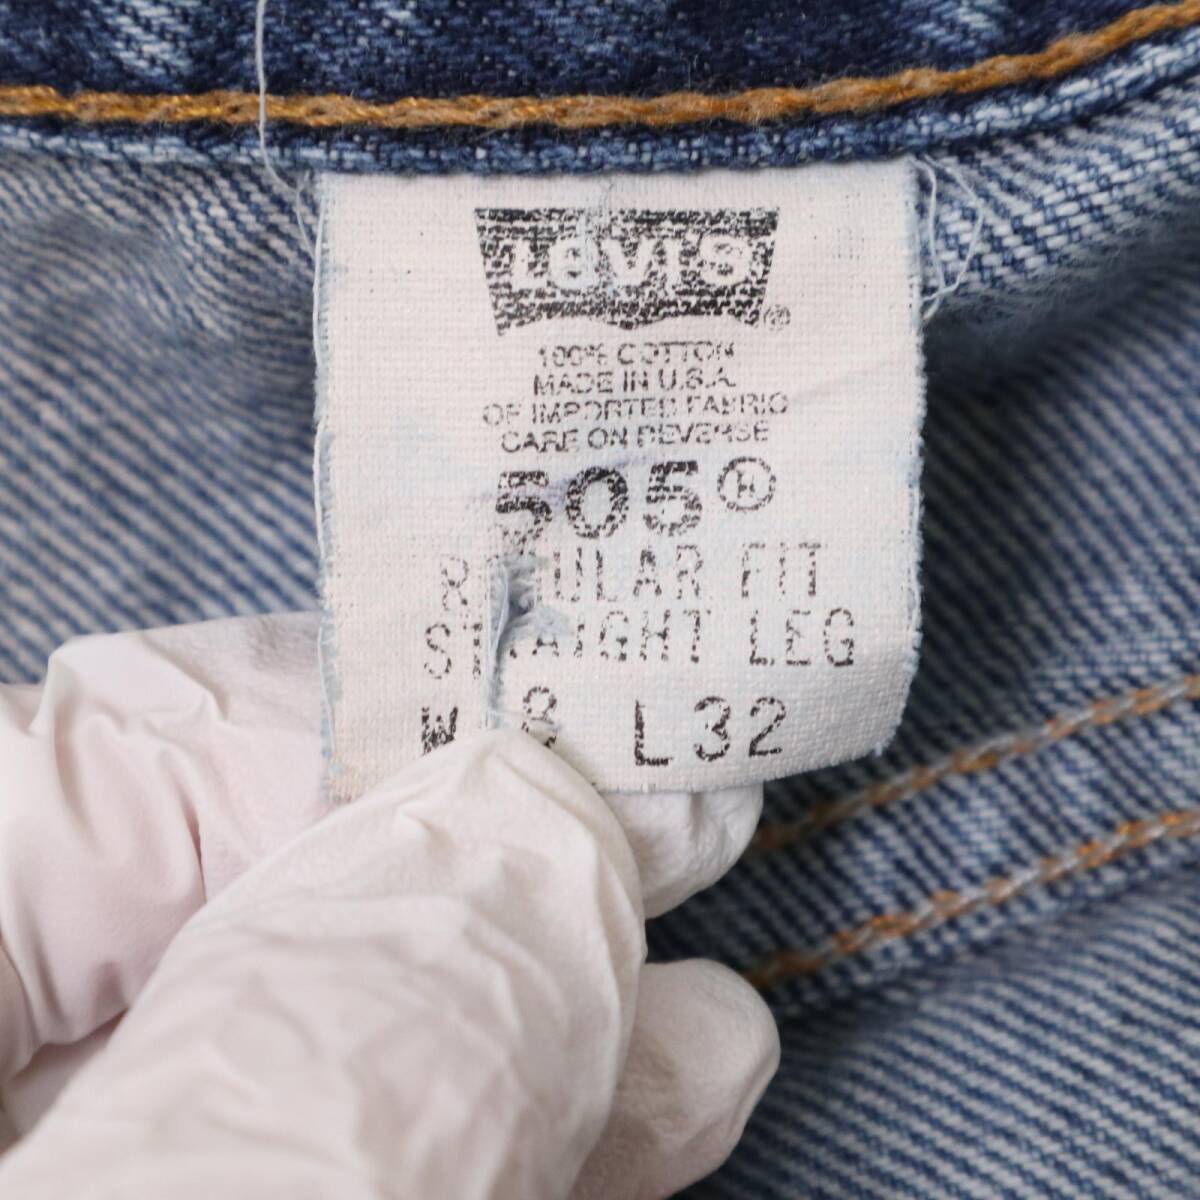 Levi's ®
100% COTTON
MADE IN U.S.A.
OF IMPORTED FABRIC
CARE ON REVERSE
505®
REGULAR FIT
STRAIGHT LEG
L32